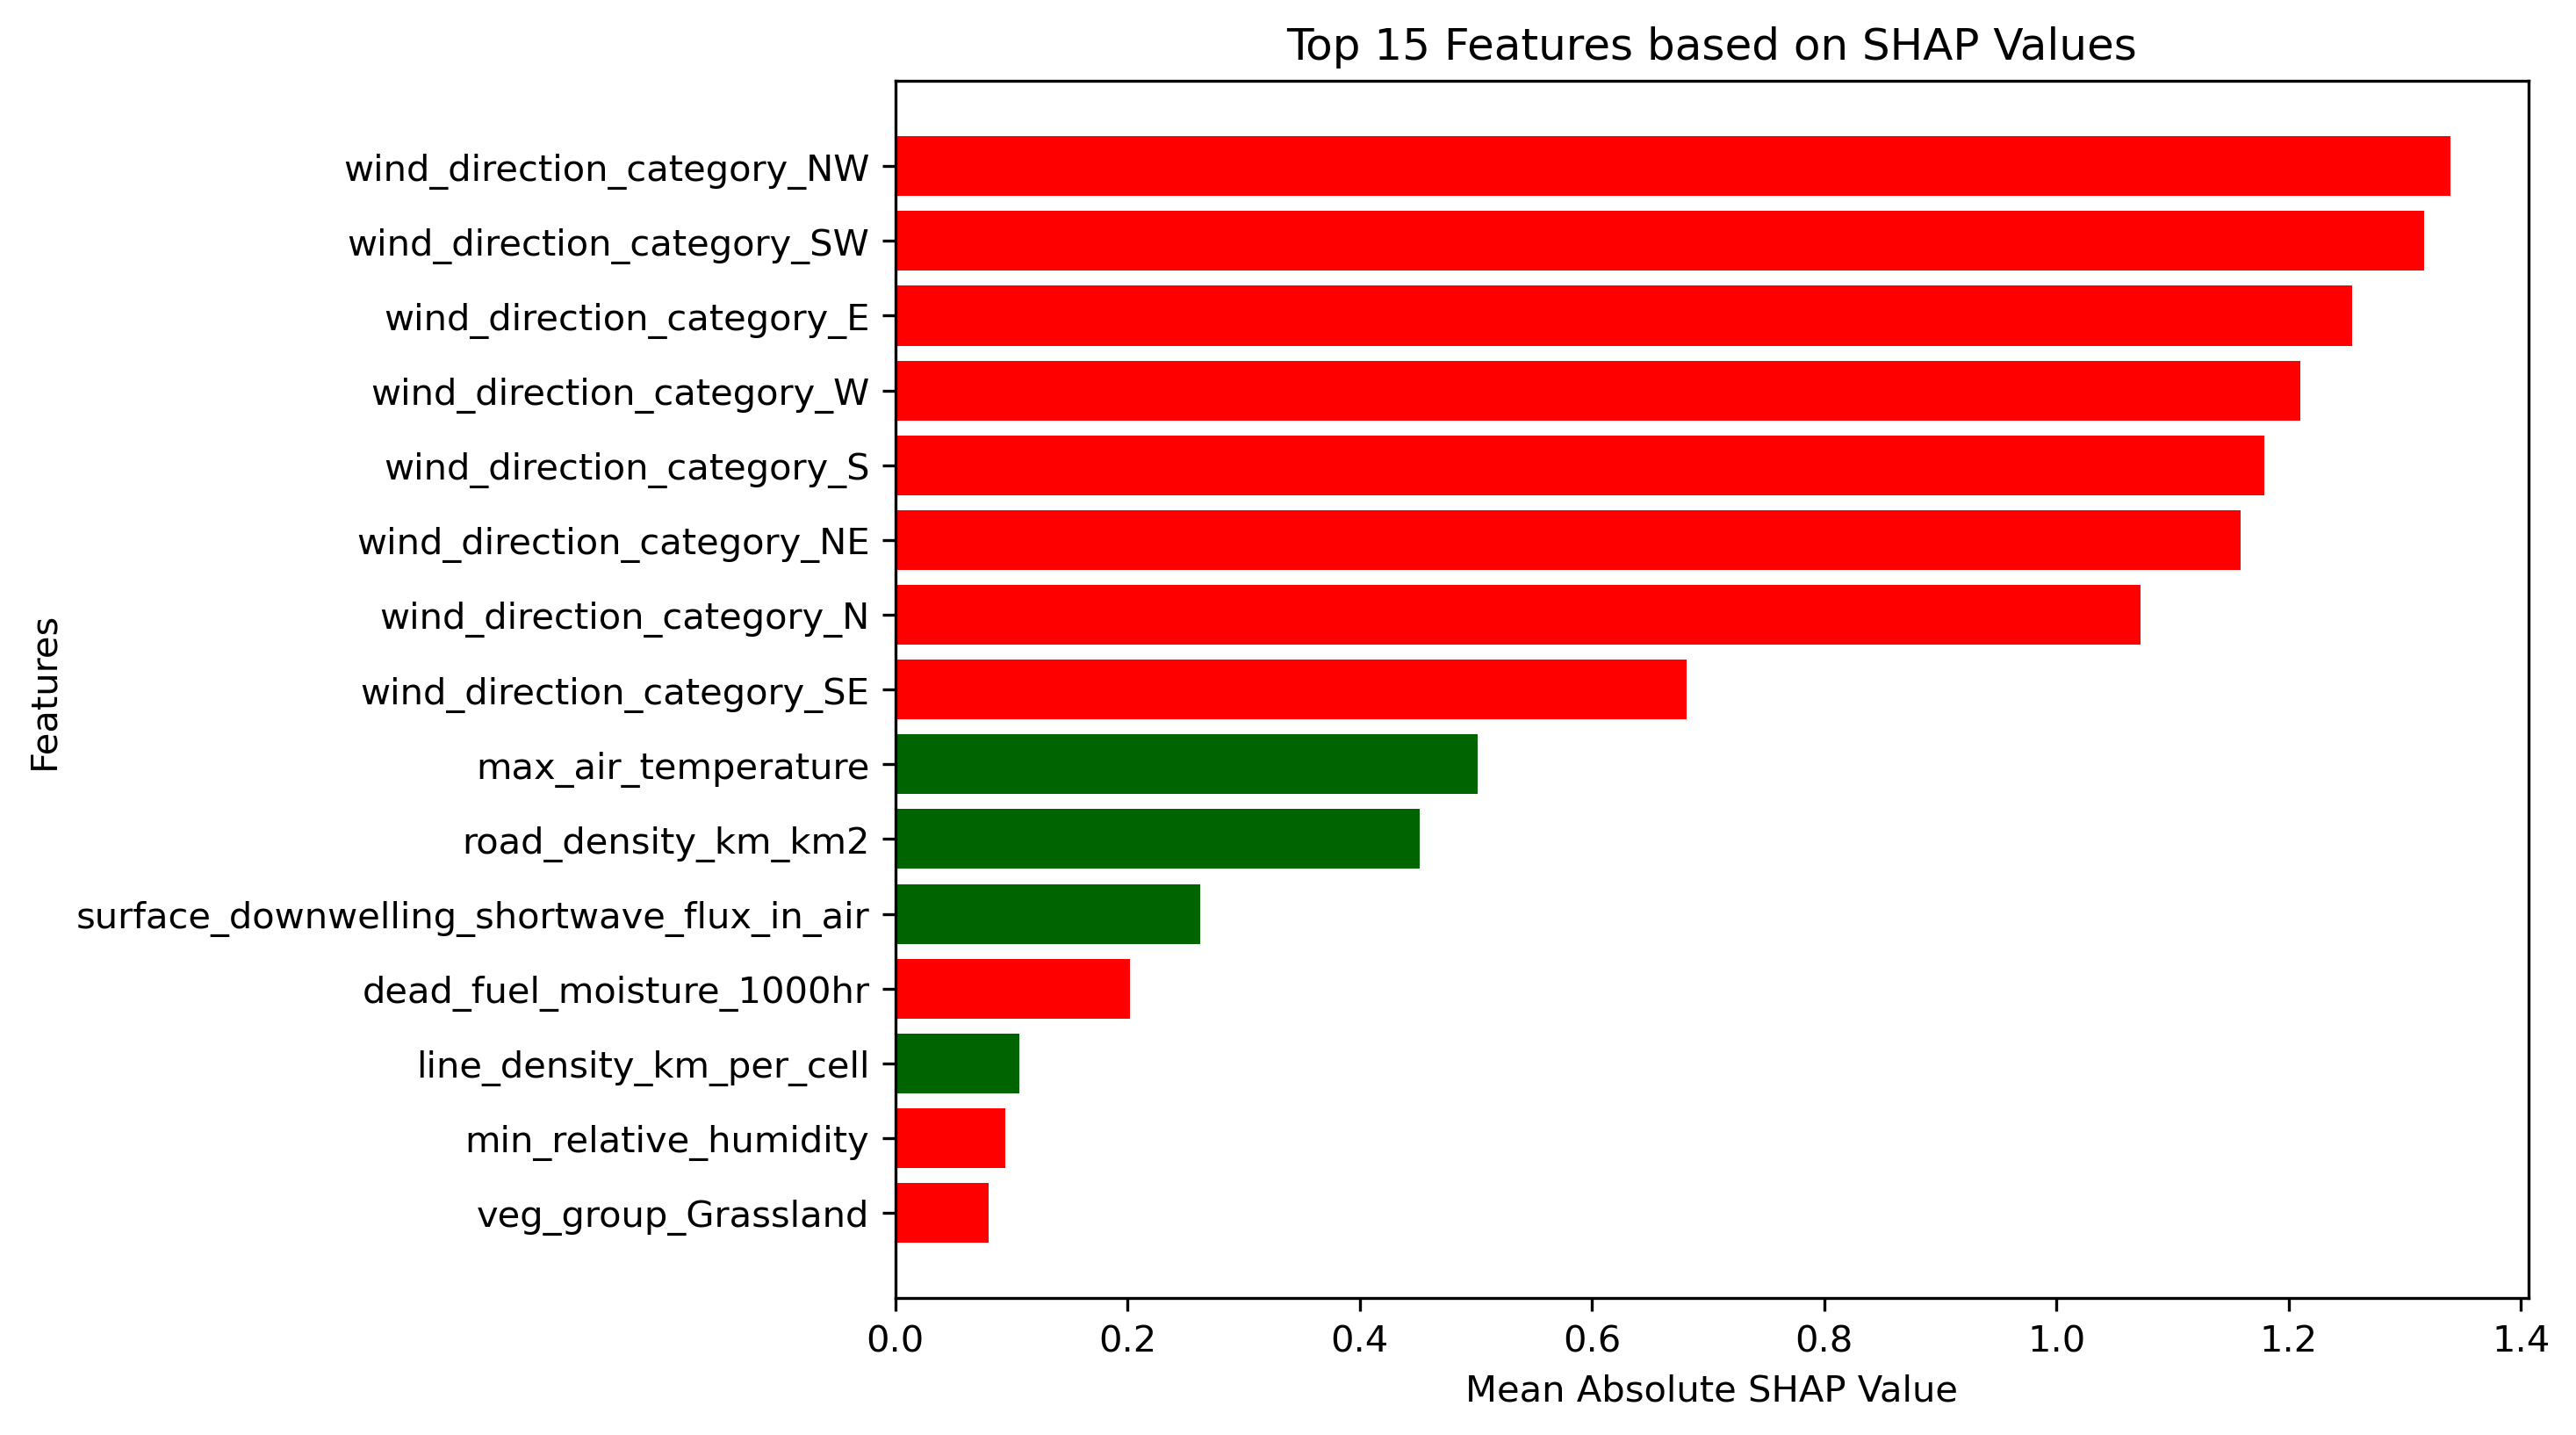 Top 15 Features based on SHAP Values
Features
wind_direction_category_NW
wind_direction_category_SW
wind_direction_category_E
wind_direction_category_W
wind_direction_category_S
wind_direction_category_NE
wind_direction_category_N
wind_direction_category_SE
max_air_temperature
road_density_km_km2
surface_downwelling_shortwave_flux_in_air
dead_fuel_moisture_1000hr
line_density_km_per_cell
min_relative_humidity
veg_group_Grassland
0.0 0.2 0.4 0.6 0.8 1.0 1.2 1.4
Mean Absolute SHAP Value